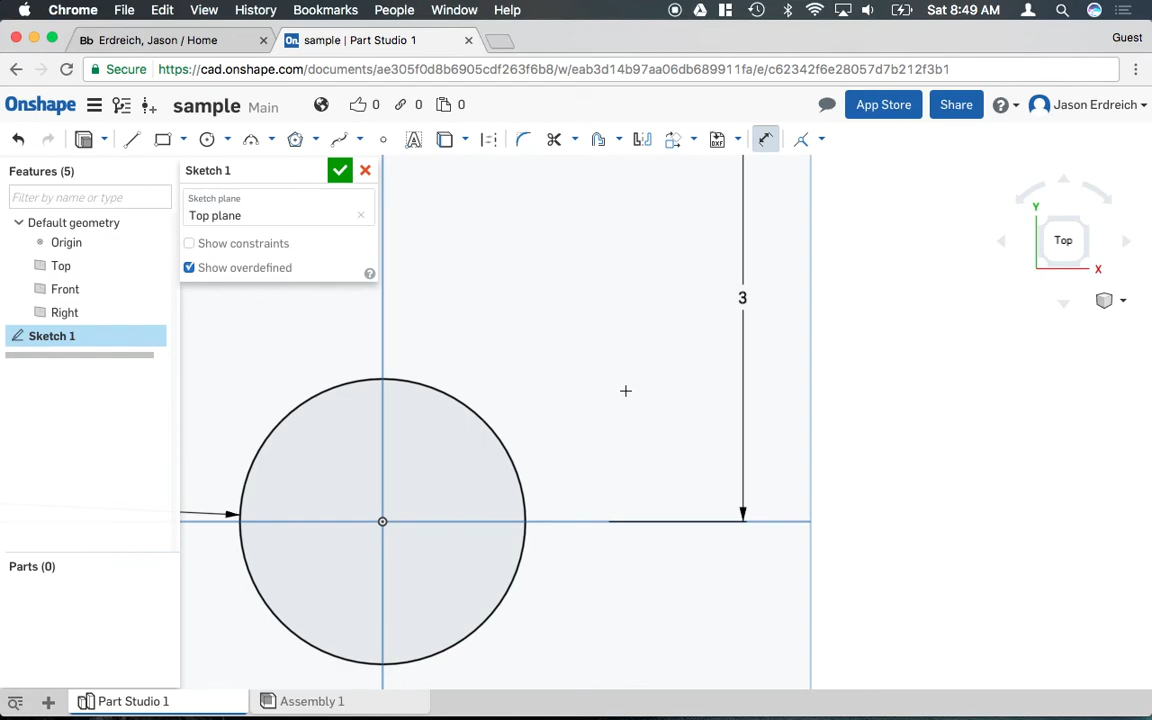 Chrome File Edit View History Bookmarks People Window Help Sat 8:49 AM
Bb Erdreich, Jason / Home × On sample | Part Studio 1 × Guest
Secure https://cad.onshape.com/documents/ae305f0d8b6905cdf263f6b8/w/eab3d14b97aa06db689911fa/e/c62342f6e28057d7b212f3b1
Onshape sample Main 0 0 0 App Store Share Jason Erdreich
A DXF
Features (5)
Filter by name or type
Default geometry
Origin
Top
Front
Right
Sketch 1
Parts (0)
Sketch 1
Sketch plane
Top plane
Show constraints
Show overdefined
3
Y
Top
X
Part Studio 1 Assembly 1